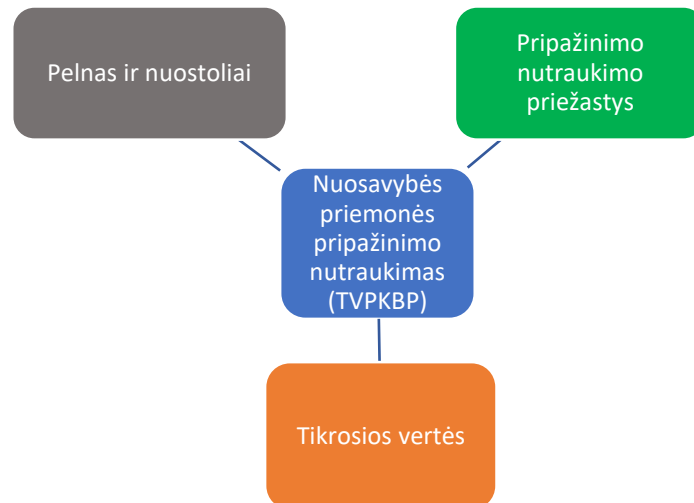 Pelnas ir nuostoliai
Pripažinimo
nutraukimo
priežastys
Nuosavybės
priemonės
pripažinimo
nutraukimas
(TVPKBP)
Tikrosios vertės